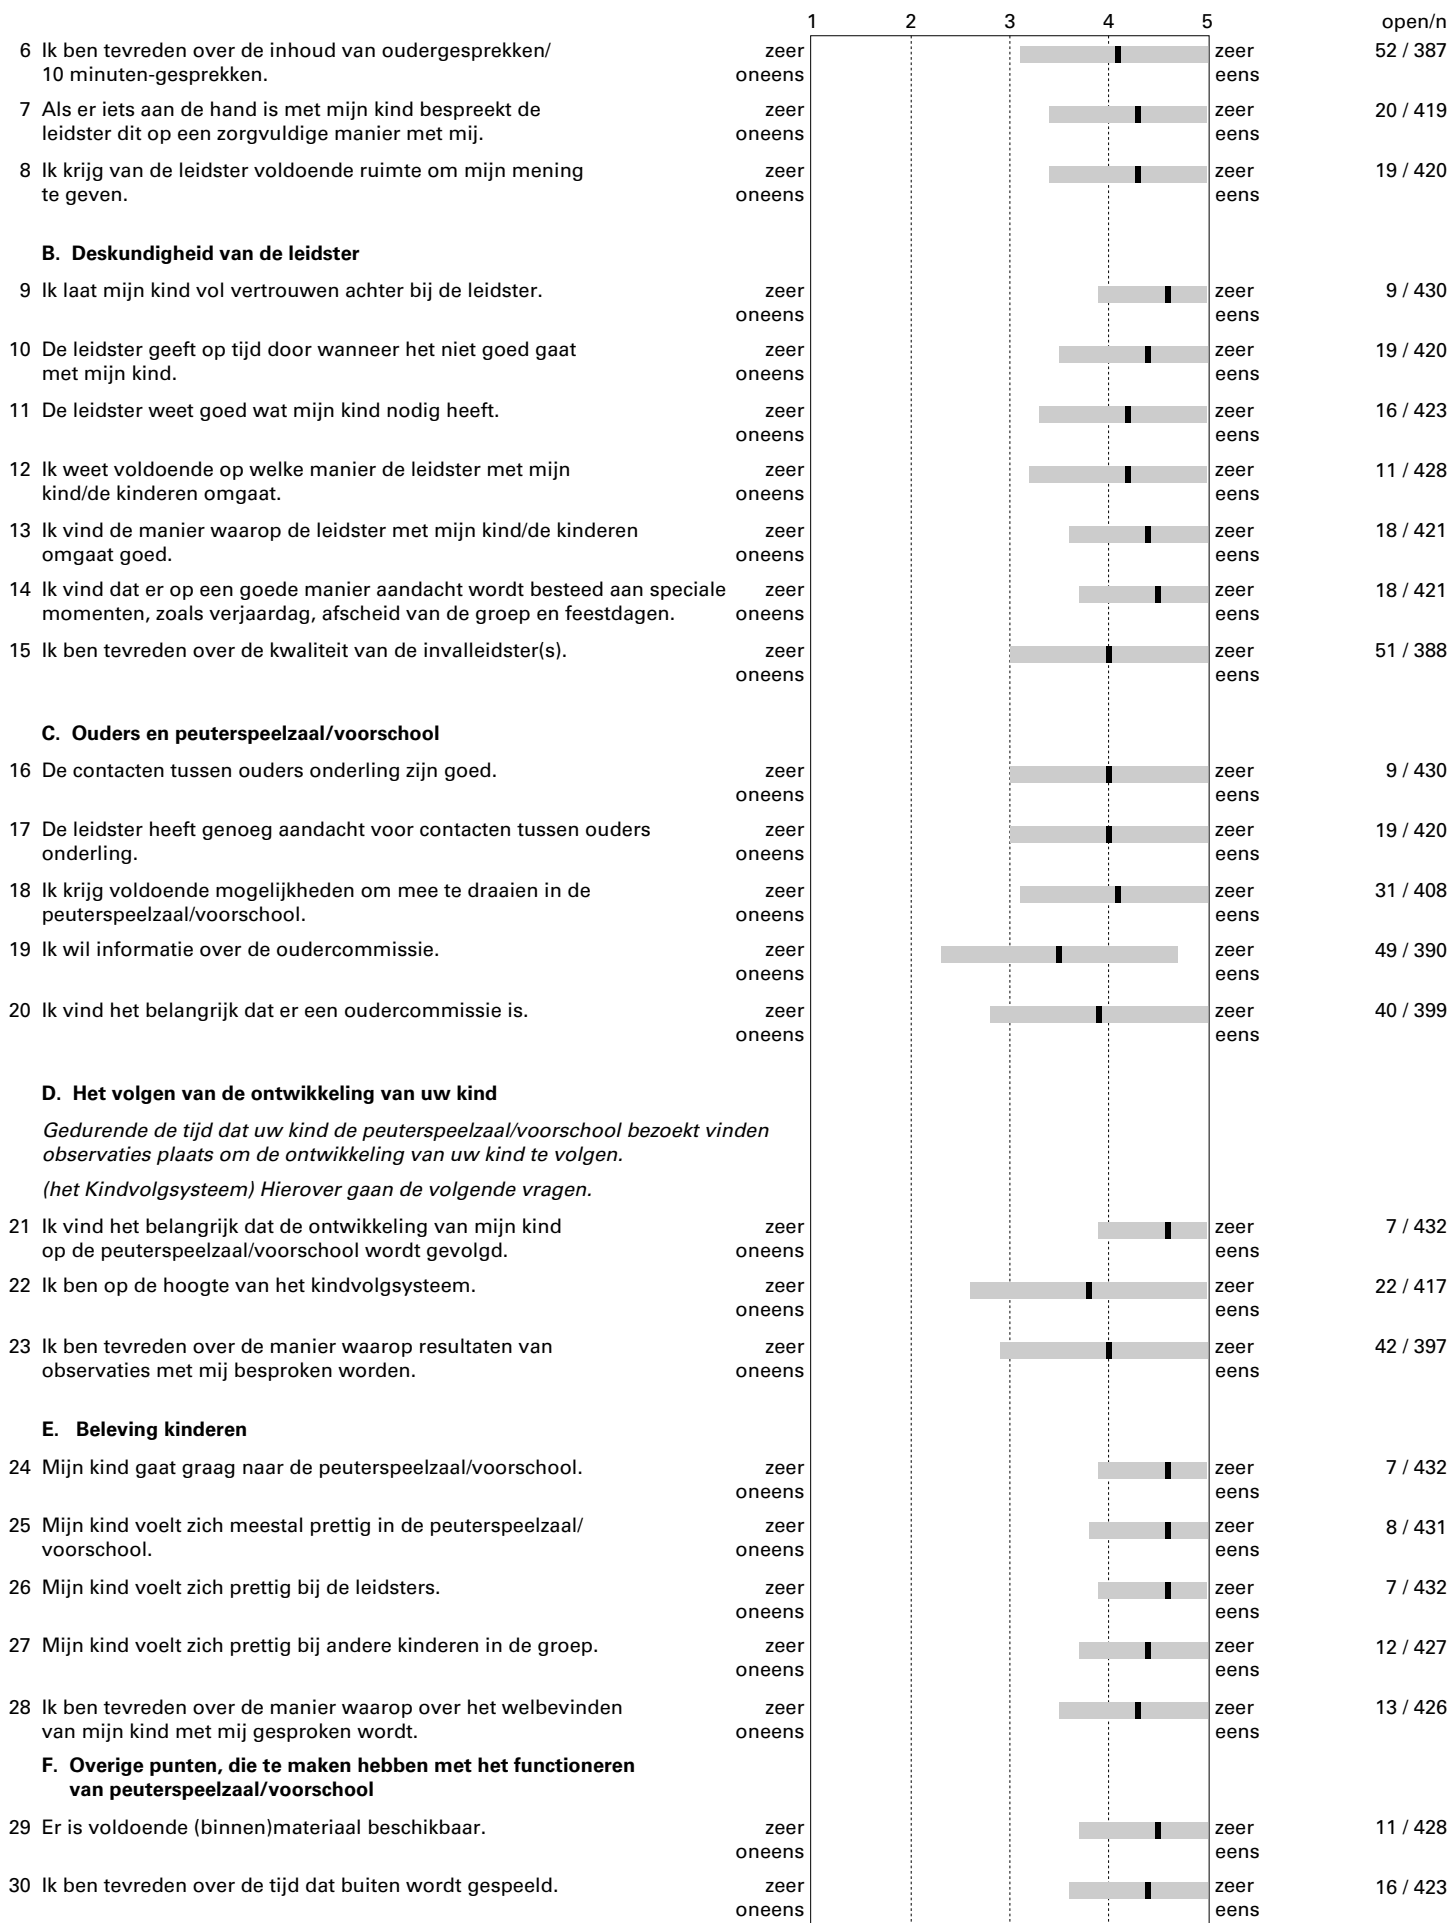 1 2 3 4 5 open/n
6 Ik ben tevreden over de inhoud van oudergesprekken/ zeer zeer 52 / 387
10 minuten-gesprekken. oneens eens
7 Als er iets aan de hand is met mijn kind bespreekt de zeer zeer 20 / 419
leidster dit op een zorgvuldige manier met mij. oneens eens
8 Ik krijg van de leidster voldoende ruimte om mijn mening zeer zeer 19 / 420
te geven. oneens eens
B. Deskundigheid van de leidster
9 Ik laat mijn kind vol vertrouwen achter bij de leidster. zeer zeer 9 / 430
oneens eens
10 De leidster geeft op tijd door wanneer het niet goed gaat zeer zeer 19 / 420
met mijn kind. oneens eens
11 De leidster weet goed wat mijn kind nodig heeft. zeer zeer 16 / 423
oneens eens
12 Ik weet voldoende op welke manier de leidster met mijn zeer zeer 11 / 428
kind/de kinderen omgaat. oneens eens
13 Ik vind de manier waarop de leidster met mijn kind/de kinderen zeer zeer 18 / 421
omgaat goed. oneens eens
14 Ik vind dat er op een goede manier aandacht wordt besteed aan speciale zeer zeer 18 / 421
momenten, zoals verjaardag, afscheid van de groep en feestdagen. oneens eens
15 Ik ben tevreden over de kwaliteit van de invalleidster(s). zeer zeer 51 / 388
oneens eens
C. Ouders en peuterspeelzaal/voorschool
16 De contacten tussen ouders onderling zijn goed. zeer zeer 9 / 430
oneens eens
17 De leidster heeft genoeg aandacht voor contacten tussen ouders zeer zeer 19 / 420
onderling. oneens eens
18 Ik krijg voldoende mogelijkheden om mee te draaien in de zeer zeer 31 / 408
peuterspeelzaal/voorschool. oneens eens
19 Ik wil informatie over de oudercommissie. zeer zeer 49 / 390
oneens eens
20 Ik vind het belangrijk dat er een oudercommissie is. zeer zeer 40 / 399
oneens eens
D. Het volgen van de ontwikkeling van uw kind
Gedurende de tijd dat uw kind de peuterspeelzaal/voorschool bezoekt vinden
observaties plaats om de ontwikkeling van uw kind te volgen.
(het Kindvolgsysteem) Hierover gaan de volgende vragen.
21 Ik vind het belangrijk dat de ontwikkeling van mijn kind zeer zeer 7 / 432
op de peuterspeelzaal/voorschool wordt gevolgd. oneens eens
22 Ik ben op de hoogte van het kindvolgsysteem. zeer zeer 22 / 417
oneens eens
23 Ik ben tevreden over de manier waarop resultaten van zeer zeer 42 / 397
observaties met mij besproken worden. oneens eens
E. Beleving kinderen
24 Mijn kind gaat graag naar de peuterspeelzaal/voorschool. zeer zeer 7 / 432
oneens eens
25 Mijn kind voelt zich meestal prettig in de peuterspeelzaal/ zeer zeer 8 / 431
voorschool. oneens eens
26 Mijn kind voelt zich prettig bij de leidsters. zeer zeer 7 / 432
oneens eens
27 Mijn kind voelt zich prettig bij andere kinderen in de groep. zeer zeer 12 / 427
oneens eens
28 Ik ben tevreden over de manier waarop over het welbevinden zeer zeer 13 / 426
van mijn kind met mij gesproken wordt. oneens eens
F. Overige punten, die te maken hebben met het functioneren
van peuterspeelzaal/voorschool
29 Er is voldoende (binnen)materiaal beschikbaar. zeer zeer 11 / 428
oneens eens
30 Ik ben tevreden over de tijd dat buiten wordt gespeeld. zeer zeer 16 / 423
oneens eens